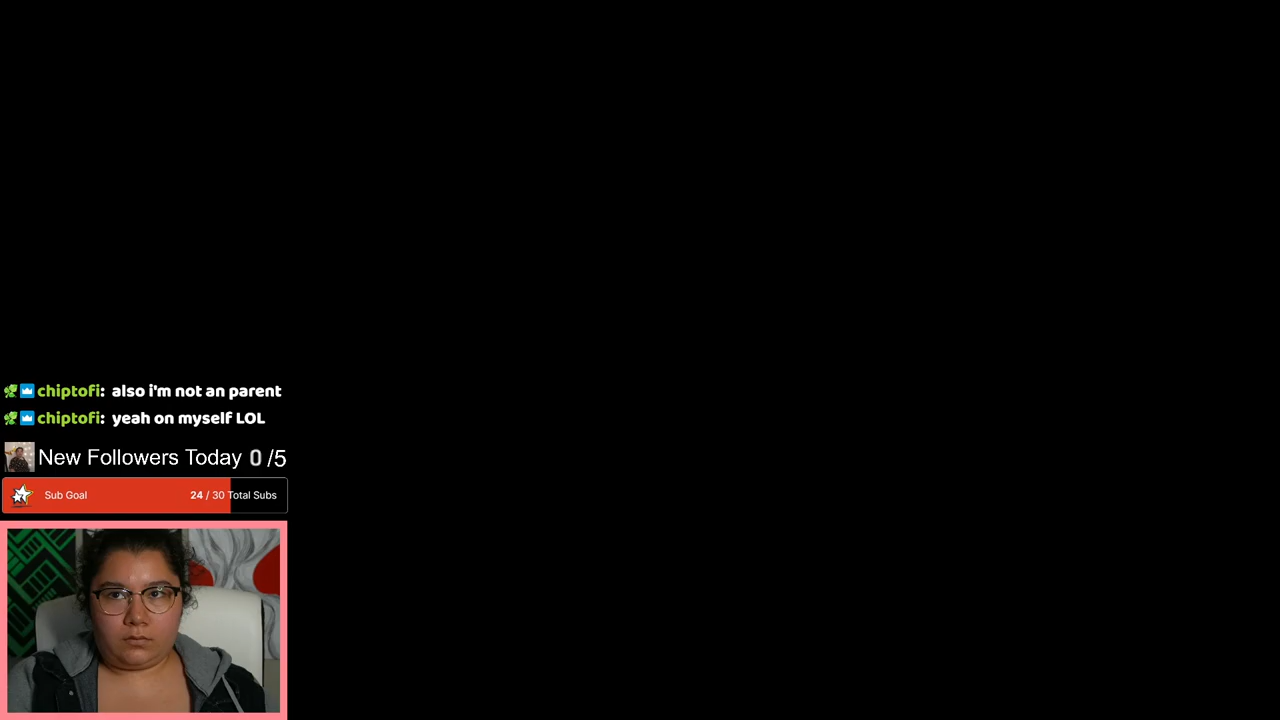 chiptofi: also i'm not an parent
chiptofi: yeah on myself LOL
New Followers Today 0 /5
Sub Goal 24 / 30 Total Subs